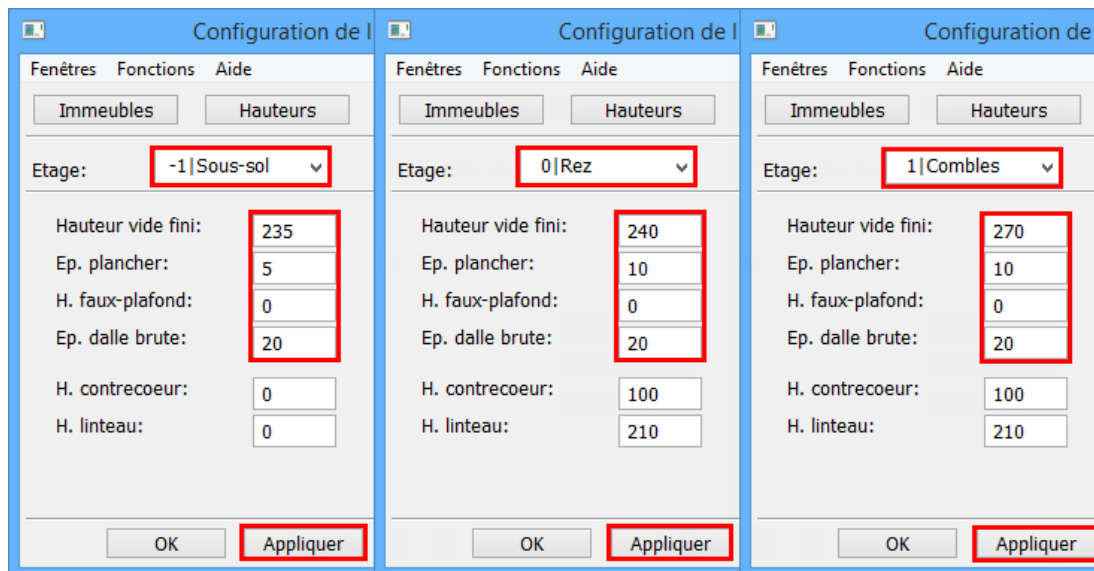 Configuration de l
Fenêtres Fonctions Aide
Immeubles Hauteurs
Etage: -1|Sous-sol
Hauteur vide fini: 235
Ep. plancher: 5
H. faux-plafond: 0
Ep. dalle brute: 20
H. contrecoeur: 0
H. linteau: 0
OK Appliquer
Configuration de l
Fenêtres Fonctions Aide
Immeubles Hauteurs
Etage: 0|Rez
Hauteur vide fini: 240
Ep. plancher: 10
H. faux-plafond: 0
Ep. dalle brute: 20
H. contrecoeur: 100
H. linteau: 210
OK Appliquer
Configuration de
Fenêtres Fonctions Aide
Immeubles Hauteurs
Etage: 1|Combles
Hauteur vide fini: 270
Ep. plancher: 10
H. faux-plafond: 0
Ep. dalle brute: 20
H. contrecoeur: 100
H. linteau: 210
OK Appliquer